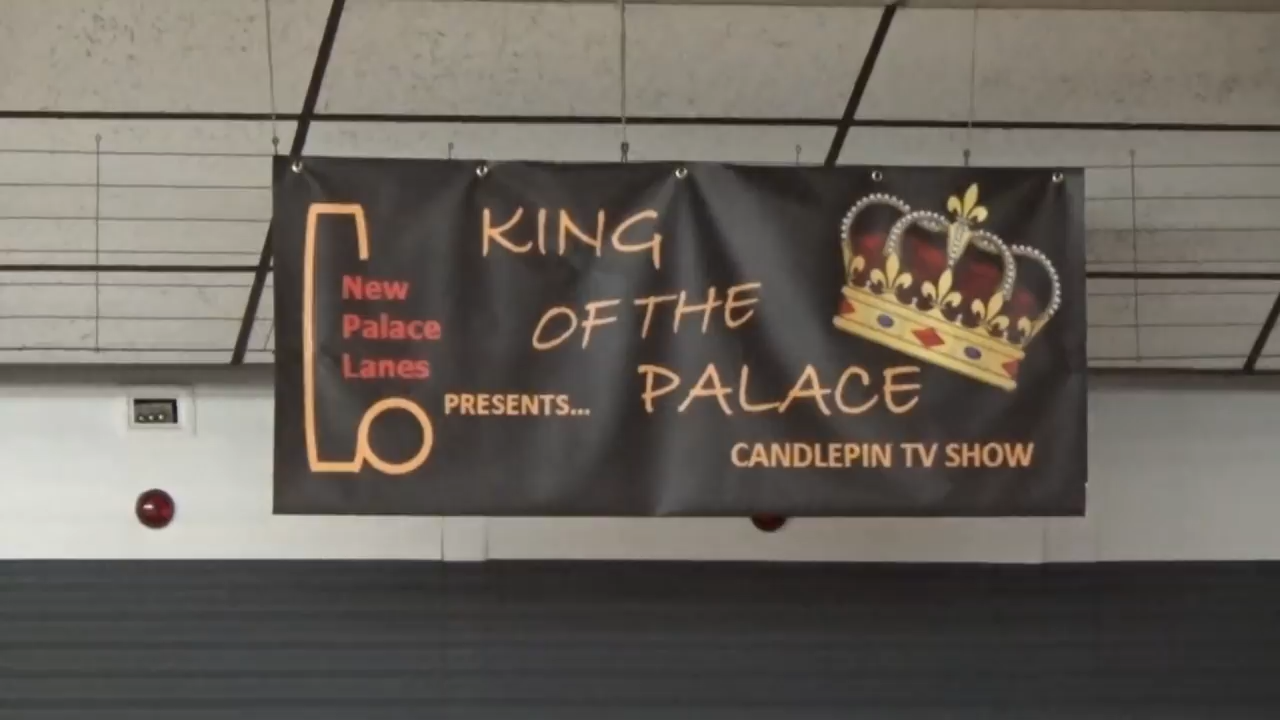 New
Palace
Lanes
PRESENTS...
KING
OF THE
PALACE
CANDLEPIN TV SHOW